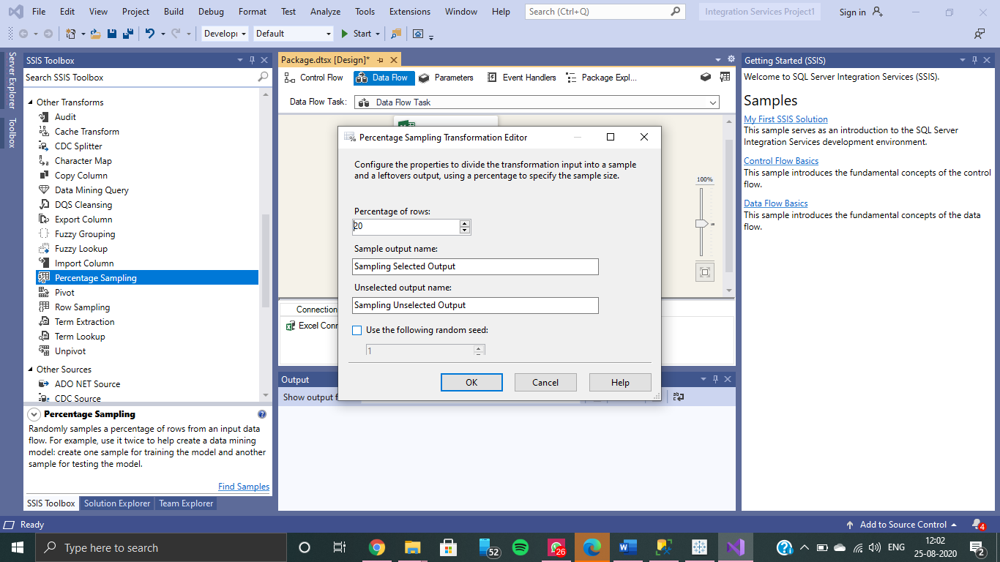 File Edit View Project Build Debug Format Test Analyze Tools Extensions Window Help Search (Ctrl+Q) Integration Services Project1 Sign in
Default Start
Server Explorer
Toolbox
SSIS Toolbox
Search SSIS Toolbox
Other Transforms
Audit
Cache Transform
CDC Splitter
Character Map
Copy Column
Data Mining Query
DQS Cleansing
Export Column
Fuzzy Grouping
Fuzzy Lookup
Import Column
Percentage Sampling
Pivot
Row Sampling
Term Extraction
Term Lookup
Unpivot
Other Sources
ADO NET Source
CDC Source
Percentage Sampling
Randomly samples a percentage of rows from an input data
flow. For example, use it twice to help create a data mining
model: create one sample for training the model and another
sample for testing the model.
Find Samples
SSIS Toolbox Solution Explorer Team Explorer
Package.dtsx [Design]*
Control Flow Data Flow Parameters Event Handlers Package Expl...
Data Flow Task: Data Flow Task
100%
Connection
Excel Conn
Output
Show output f
Percentage Sampling Transformation Editor
Configure the properties to divide the transformation input into a sample
and a leftovers output, using a percentage to specify the sample size.
Percentage of rows:
20
Sample output name:
Sampling Selected Output
Unselected output name:
Sampling Unselected Output
Use the following random seed:
1
OK Cancel Help
Getting Started (SSIS)
Welcome to SQL Server Integration Services (SSIS).
Samples
My First SSIS Solution
This sample serves as an introduction to the SQL Server
Integration Services development environment.
Control Flow Basics
This sample introduces the fundamental concepts of the control
flow.
Data Flow Basics
This sample introduces the fundamental concepts of the data
flow.
Ready Add to Source Control 4
Type here to search 52 26 ENG 12:02
25-08-2020 2